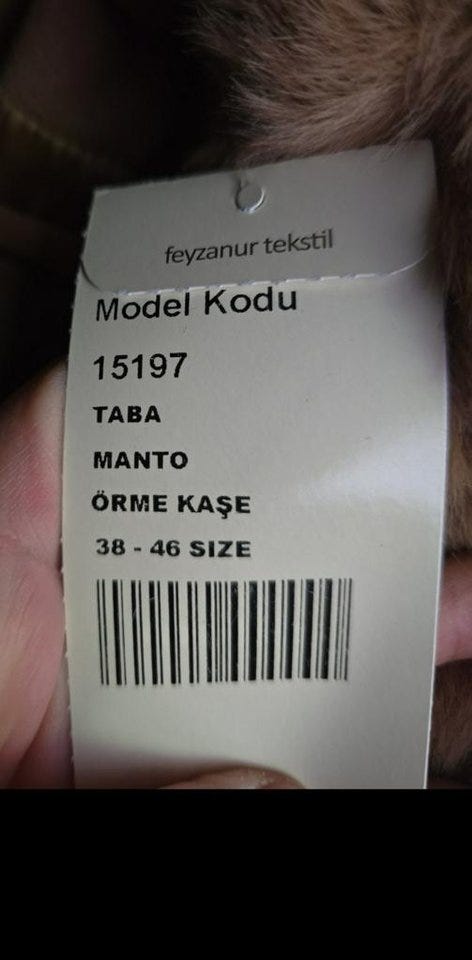 feyzanur tekstil
Model Kodu
15197
TABA
MANTO
ÖRME KAŞE
38 - 46 SIZE